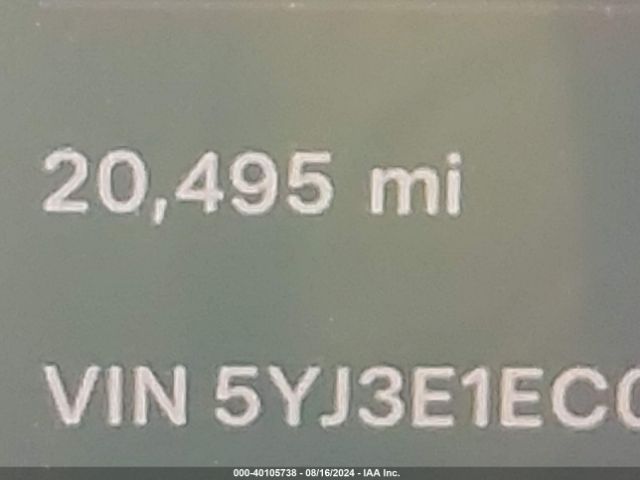 20,495 mi
VIN 5YJ3E1EC
000-40105738 - 08/16/2024 - IAA Inc.